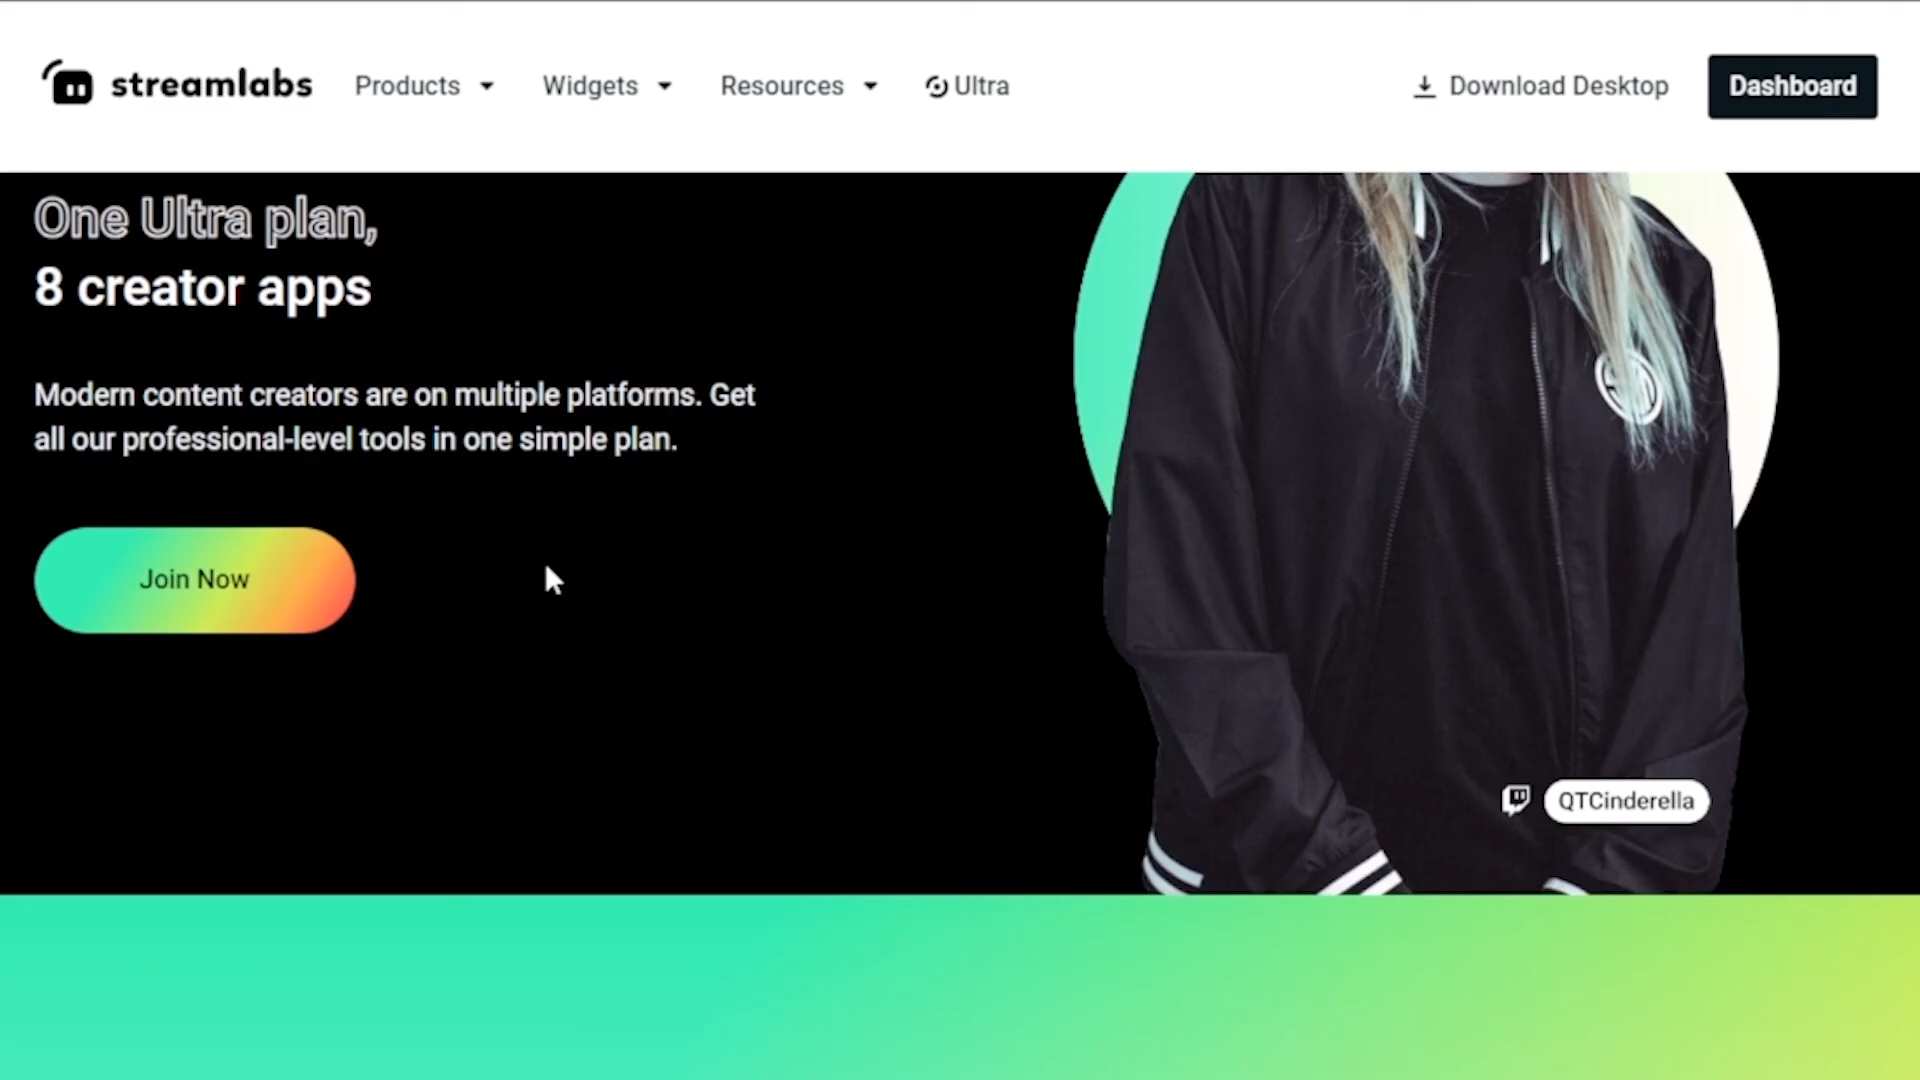 streamlabs
Products
Widgets
Resources
Ultra
Download Desktop
Dashboard
One Ultra plan,
8 creator apps
Modern content creators are on multiple platforms. Get
all our professional-level tools in one simple plan.
Join Now
QTCinderella